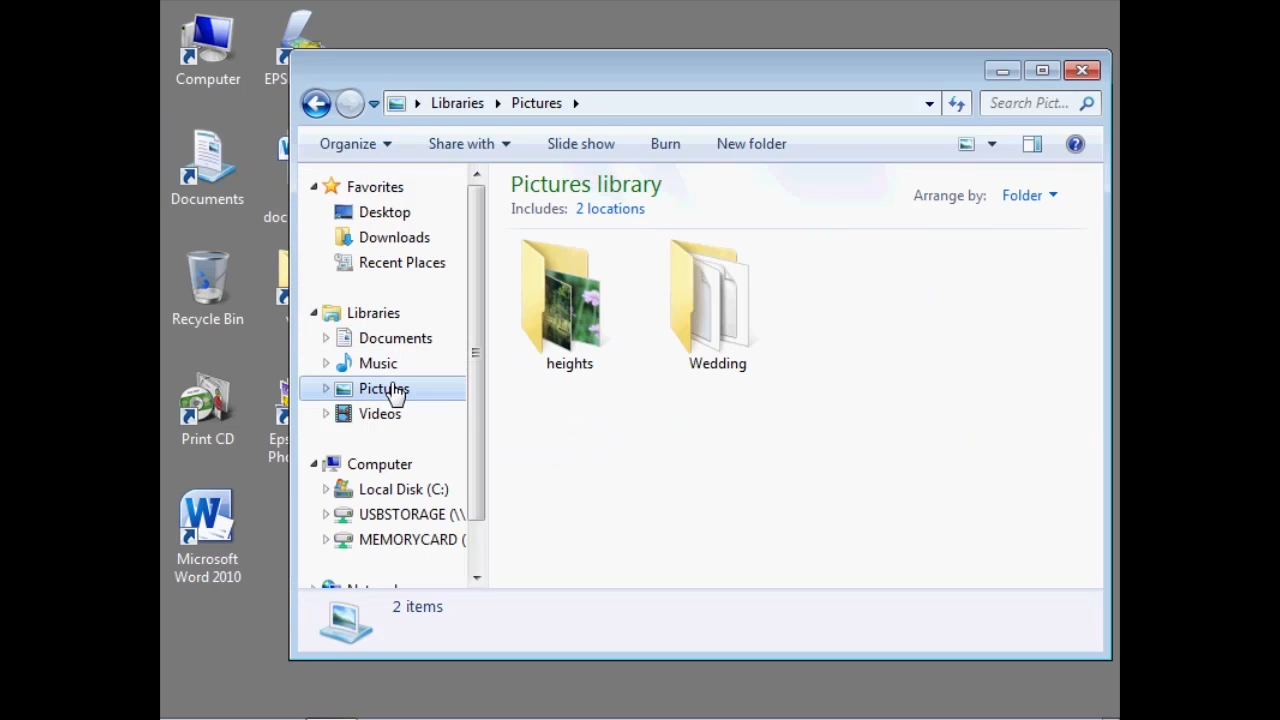 Computer
EPS
Documents
doc
Recycle Bin
Print CD
Eps
Pho
Microsoft
Word 2010
Libraries
Pictures
Search Pict...
Organize
Share with
Slide show
Burn
New folder
Favorites
Desktop
Downloads
Recent Places
Libraries
Documents
Music
Pictures
Videos
Computer
Local Disk (C:)
USBSTORAGE (\\
MEMORYCARD (
Pictures library
Includes: 2 locations
Arrange by: Folder
heights
Wedding
2 items